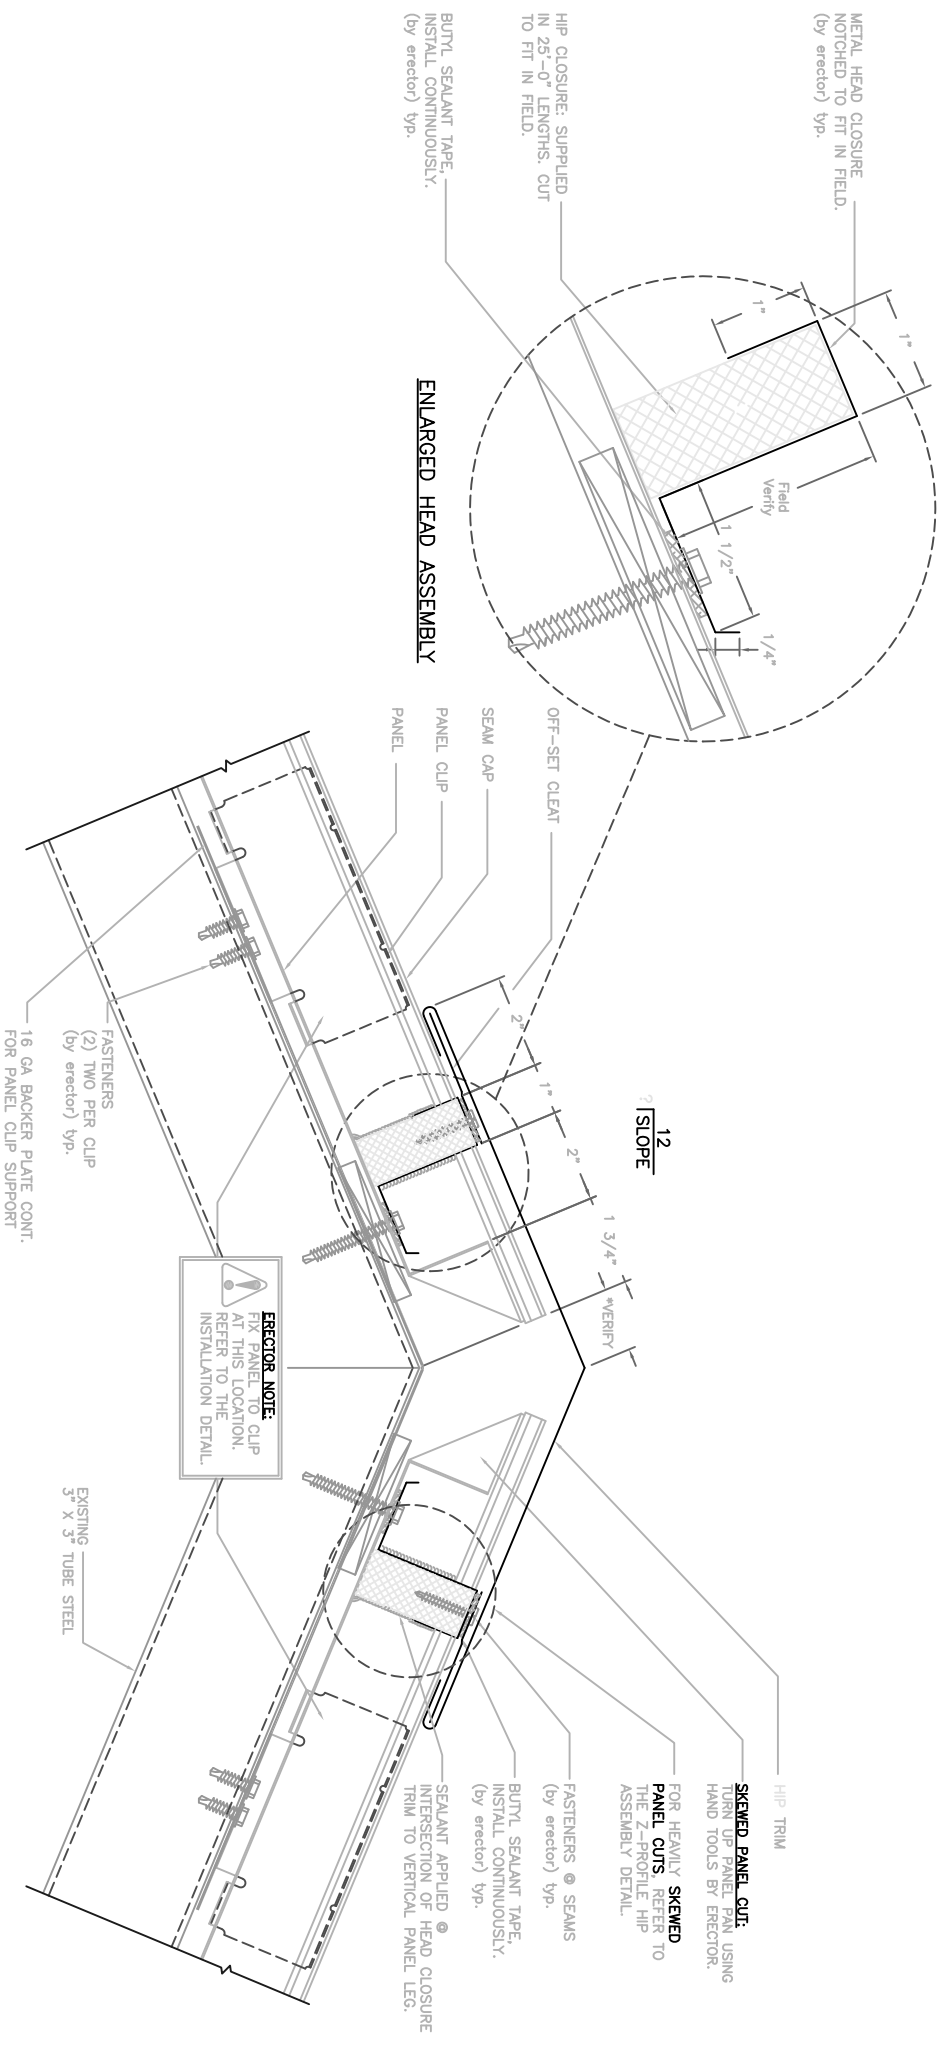 METAL HEAD CLOSURE
NOTCHED TO FIT IN FIELD.
(by erector) typ.
HIP CLOSURE: SUPPLIED
IN 25'-0" LENGTHS. CUT
TO FIT IN FIELD.
BUTYL SEALANT TAPE,
INSTALL CONTINUOUSLY.
(by erector) typ.
1"
1"
Field
Verify
1 1/2"
1/4"
ENLARGED HEAD ASSEMBLY
OFF-SET CLEAT
SEAM CAP
PANEL CLIP
PANEL
FASTENERS
(2) TWO PER CLIP
(by erector) typ.
16 GA BACKER PLATE CONT.
FOR PANEL CLIP SUPPORT
2"
1"
2"
1 3/4"
*VERIFY
12
? SLOPE
ERECTOR NOTE:
FIX PANEL TO CLIP
AT THIS LOCATION.
REFER TO THE
INSTALLATION DETAIL.
EXISTING
3" X 3" TUBE STEEL
HIP TRIM
SKEWED PANEL CUT:
TURN UP PANEL PAN USING
HAND TOOLS BY ERECTOR.
FOR HEAVILY SKEWED
PANEL CUTS, REFER TO
THE Z-PROFILE HIP
ASSEMBLY DETAIL.
FASTENERS @ SEAMS
(by erector) typ.
BUTYL SEALANT TAPE,
INSTALL CONTINUOUSLY.
(by erector) typ.
SEALANT APPLIED @
INTERSECTION OF HEAD CLOSURE
TRIM TO VERTICAL PANEL LEG.